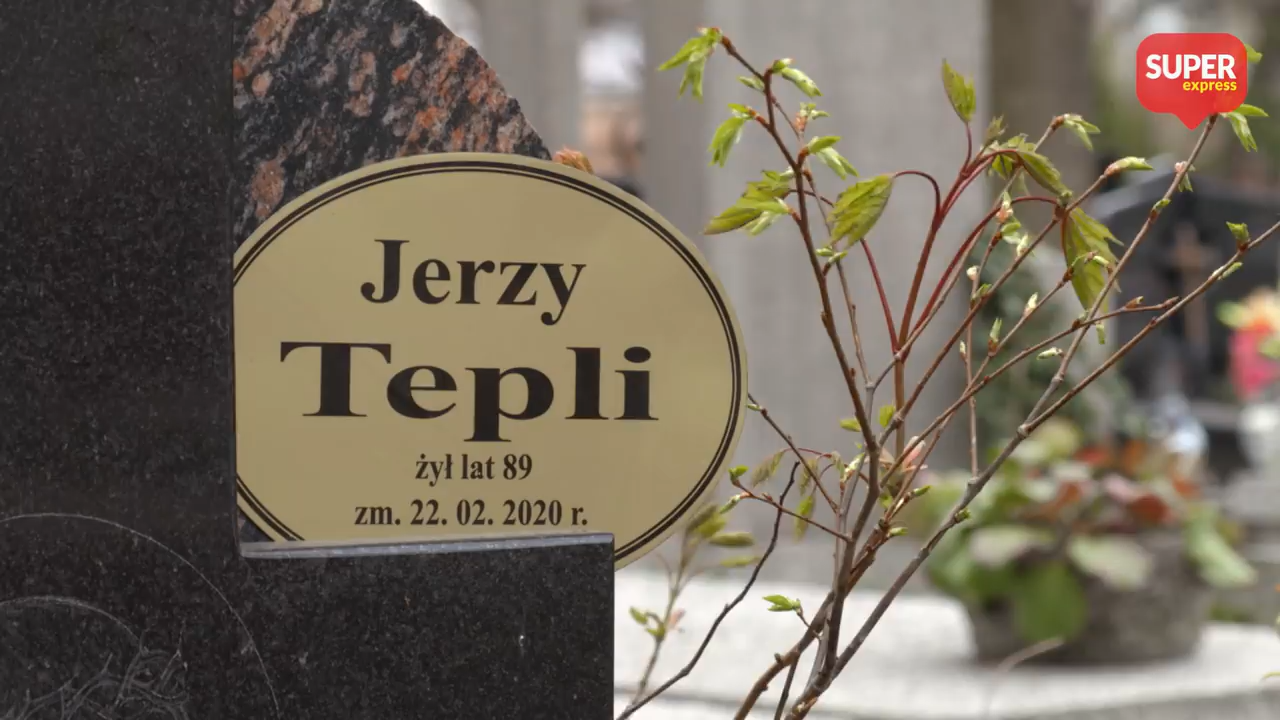 SUPER
express
Jerzy
Tepli
żył lat 89
zm. 22. 02. 2020 r.